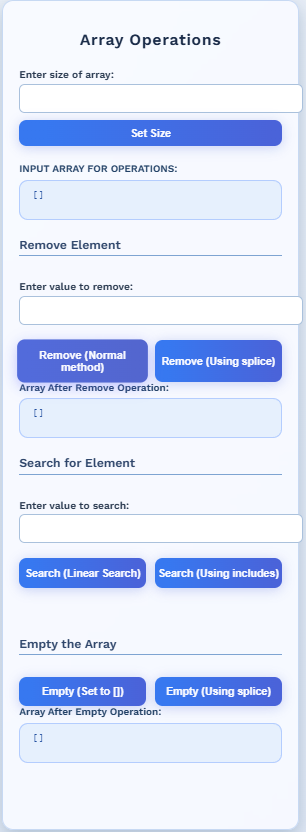 Array Operations
Enter size of array:
Set Size
INPUT ARRAY FOR OPERATIONS:
[]
Remove Element
Enter value to remove:
Remove (Normal
method)
Remove (Using splice)
Array After Remove Operation:
[]
Search for Element
Enter value to search:
Search (Linear Search)
Search (Using includes)
Empty the Array
Empty (Set to [])
Empty (Using splice)
Array After Empty Operation:
[]